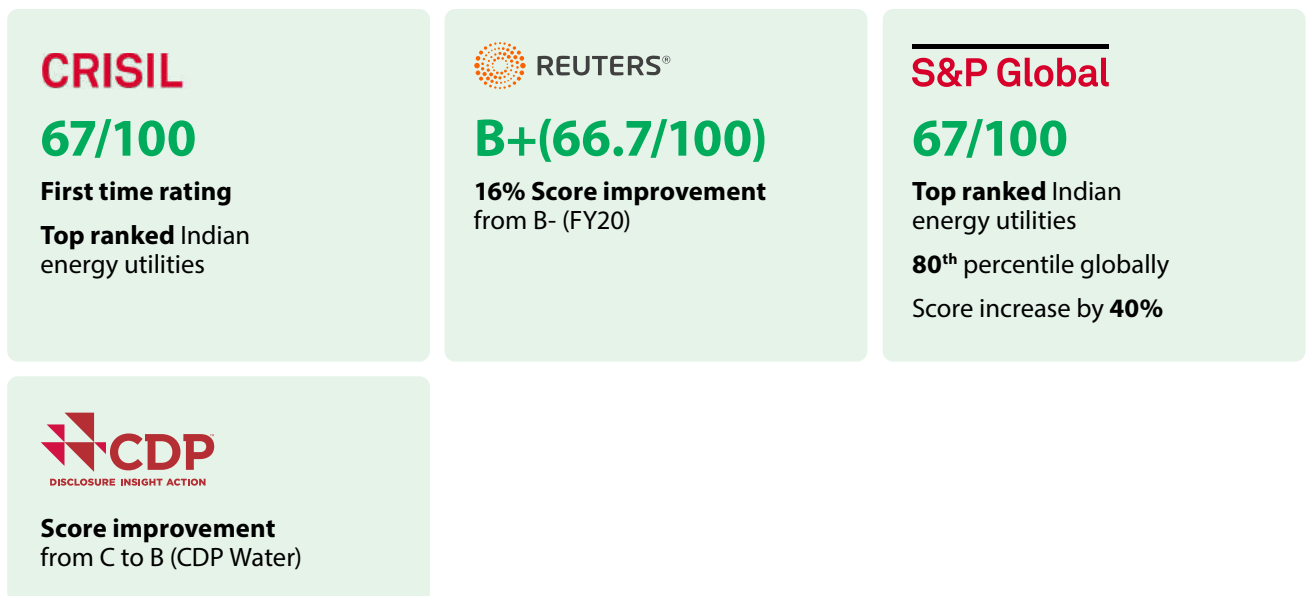 CRISIL
67/100
First time rating
Top ranked Indian
energy utilities
REUTERS®
B+(66.7/100)
16% Score improvement
from B- (FY20)
S&P Global
67/100
Top ranked Indian
energy utilities
80th percentile globally
Score increase by 40%
CDP
DISCLOSURE INSIGHT ACTION
Score improvement
from C to B (CDP Water)